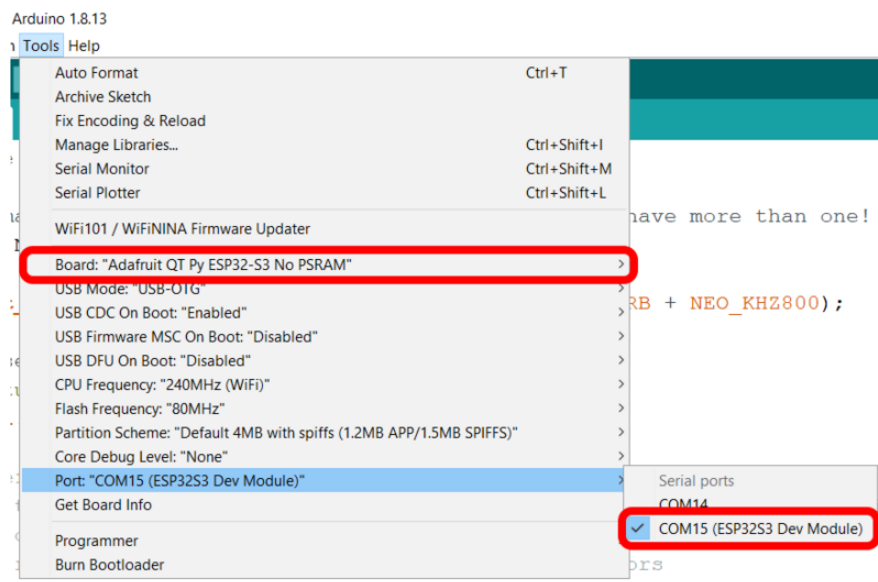 Arduino 1.8.13
Tools Help
Auto Format Ctrl+T
Archive Sketch
Fix Encoding & Reload
Manage Libraries... Ctrl+Shift+I
Serial Monitor Ctrl+Shift+M
Serial Plotter Ctrl+Shift+L
have more than one!
WiFi101 / WiFiNINA Firmware Updater
Board: "Adafruit QT Py ESP32-S3 No PSRAM"
USB Mode: "USB-OTG"
RB + NEO_KHZ800);
USB CDC On Boot: "Enabled"
USB Firmware MSC On Boot: "Disabled"
USB DFU On Boot: "Disabled"
CPU Frequency: "240MHz (WiFi)"
Flash Frequency: "80MHz"
Partition Scheme: "Default 4MB with spiffs (1.2MB APP/1.5MB SPIFFS)"
Core Debug Level: "None"
Port: "COM15 (ESP32S3 Dev Module)"
Get Board Info
Programmer
Burn Bootloader
Serial ports
COM14
COM15 (ESP32S3 Dev Module)
ors